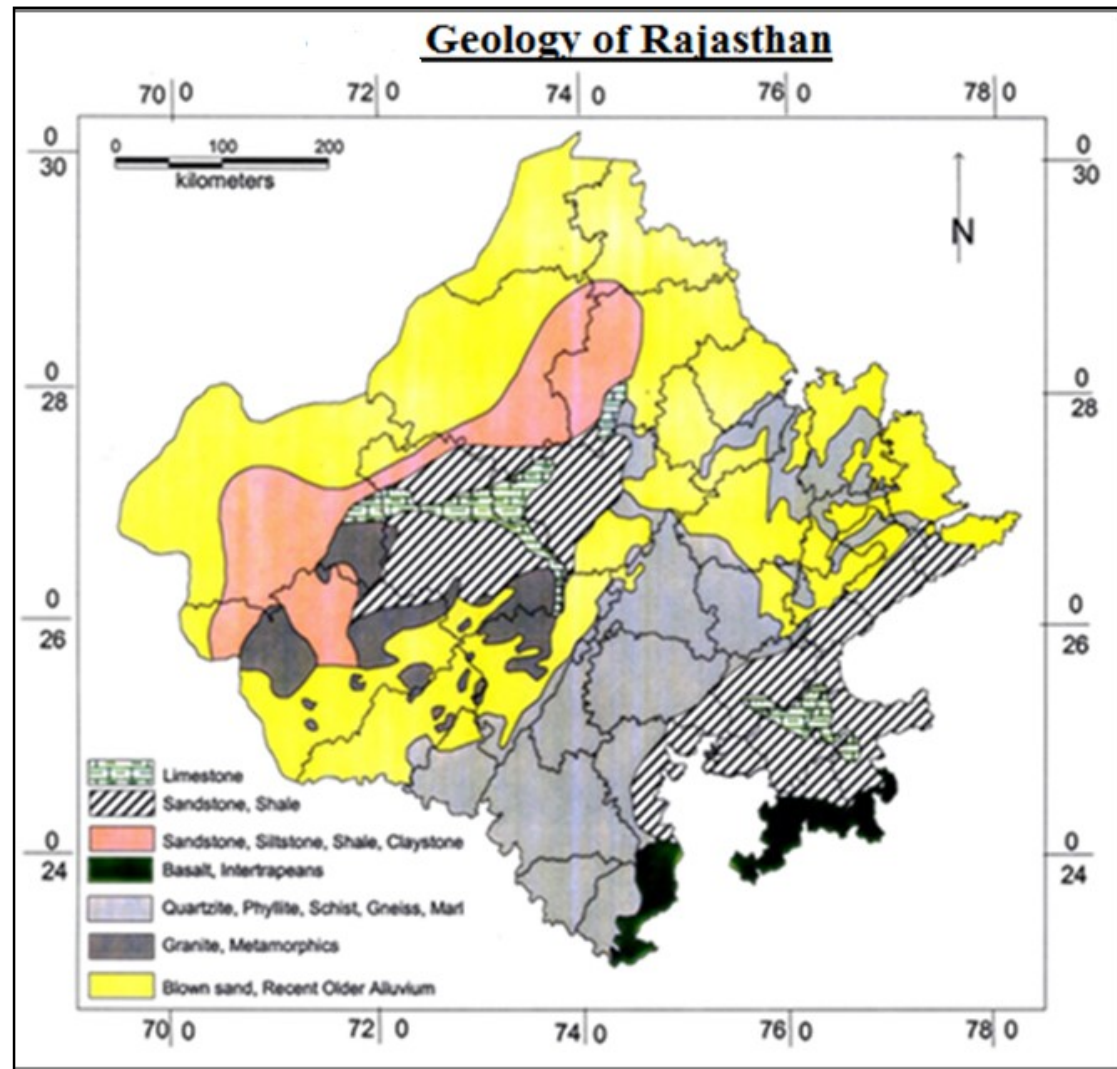 Geology of Rajasthan
70 0 72 0 74 0 76 0 78 0
0 100 200
kilometers
0
30
0
30
N
0
28
0
28
0
26
0
26
0
24
0
24
Limestone
Sandstone, Shale
Sandstone, Siltstone, Shale, Claystone
Basalt, Intertrapeans
Quartzite, Phyllite, Schist, Gneiss, Marl
Granite, Metamorphics
Blown sand, Recent Older Alluvium
70 0 72 0 74 0 76 0 78 0